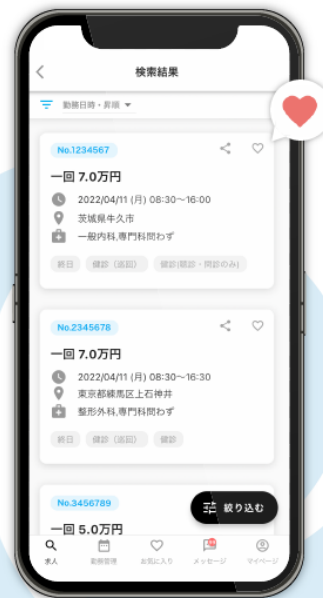 検索結果
勤務日時・昇順
No.1234567
一回 7.0万円
2022/04/11 (月) 08:30〜16:00
茨城県牛久市
一般内科,専門科問わず
終日 健診（巡回） 健診(聴診・問診のみ)
No.2345678
一回 7.0万円
2022/04/11 (月) 08:30〜16:30
東京都練馬区上石神井
整形外科,専門科問わず
終日 健診（巡回） 健診
No.3456789
一回 5.0万円
絞り込む
求人 勤務管理 お気に入り メッセージ マイページ